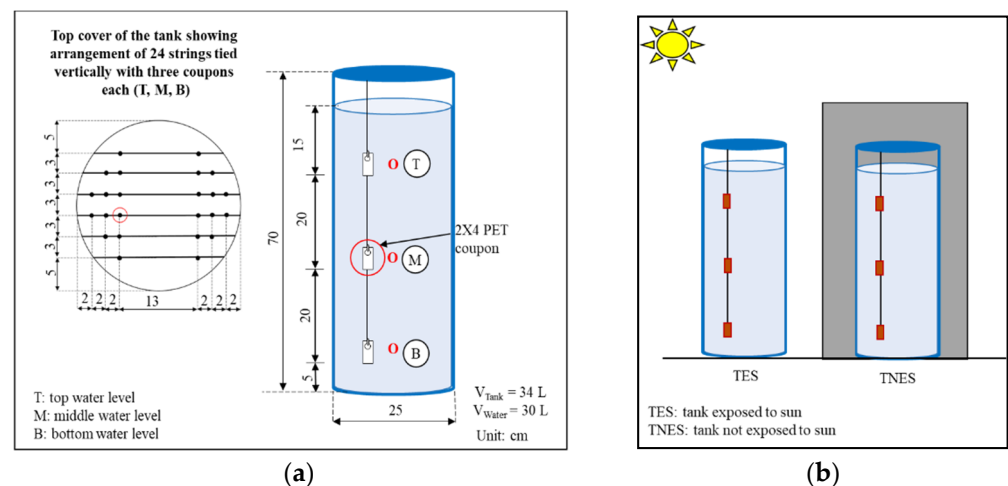 Top cover of the tank showing
arrangement of 24 strings tied
vertically with three coupons
each (T, M, B)
5
3
3
3
3
3
5
2
2
2
13
2
2
2
70
15
20
20
5
25
O
T
O
M
O
B
2X4 PET
coupon
T: top water level
M: middle water level
B: bottom water level
V_Tank = 34 L
V_Water = 30 L
Unit: cm
(a)
TES
TNES
TES: tank exposed to sun
TNES: tank not exposed to sun
(b)